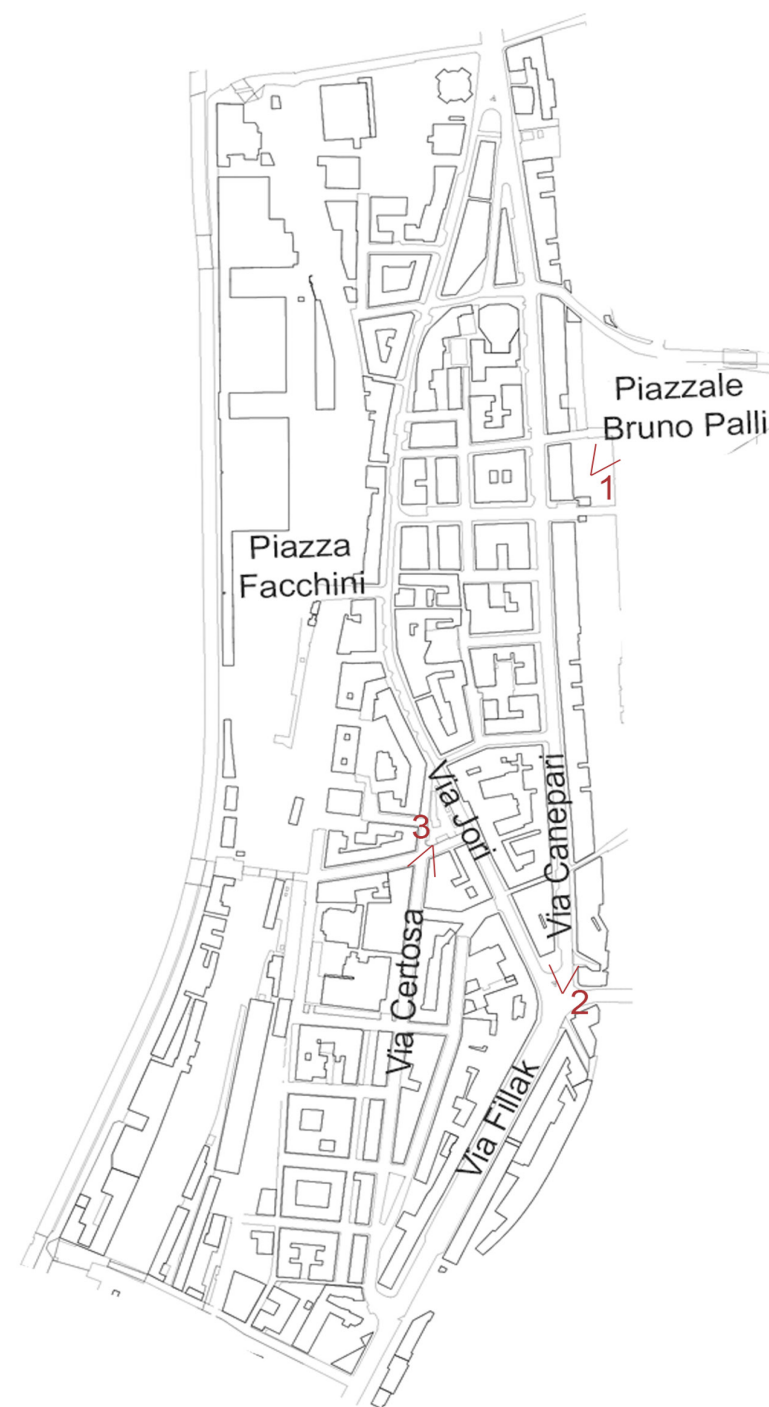 Piazzale
Bruno Palli
1
Piazza
Facchini
Via Jori
Via Canepari
3
Via Certosa
2
Via Fillak